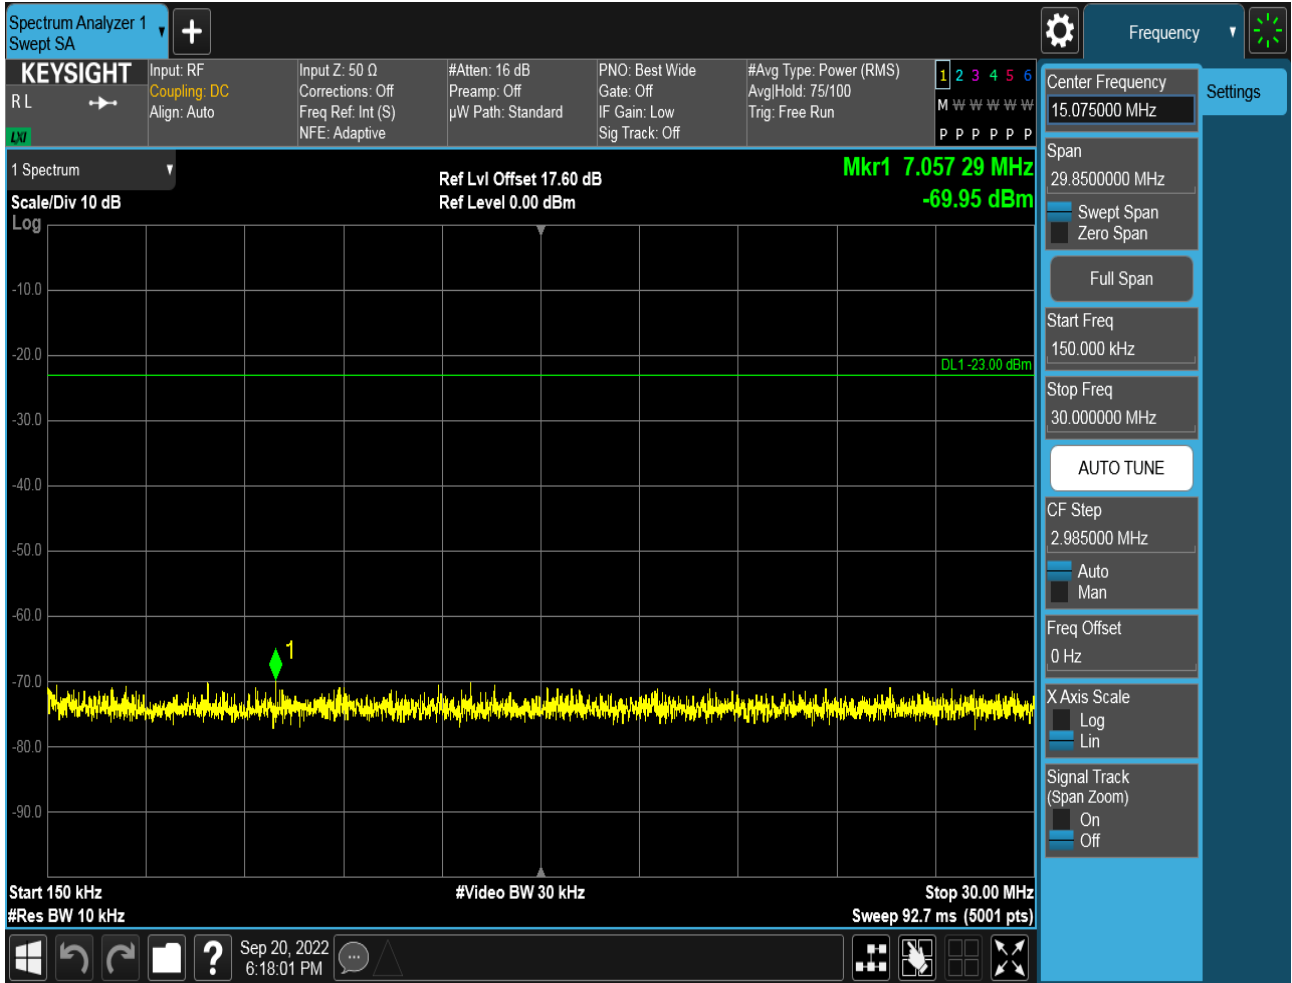 Spectrum Analyzer 1
Swept SA
Frequency
KEYSIGHT
R L
LXI
Input: RF
Coupling: DC
Align: Auto
Input Z: 50 Ω
Corrections: Off
Freq Ref: Int (S)
NFE: Adaptive
#Atten: 16 dB
Preamp: Off
µW Path: Standard
PNO: Best Wide
Gate: Off
IF Gain: Low
Sig Track: Off
#Avg Type: Power (RMS)
Avg|Hold: 75/100
Trig: Free Run
1 2 3 4 5 6
M W W W W W
P P P P P P
1 Spectrum
Scale/Div 10 dB
Log
Ref Lvl Offset 17.60 dB
Ref Level 0.00 dBm
Mkr1 7.057 29 MHz
-69.95 dBm
-10.0
-20.0
DL1 -23.00 dBm
-30.0
-40.0
-50.0
-60.0
1
-70.0
-80.0
-90.0
Start 150 kHz
#Video BW 30 kHz
Stop 30.00 MHz
#Res BW 10 kHz
Sweep 92.7 ms (5001 pts)
Sep 20, 2022
6:18:01 PM
Center Frequency
15.075000 MHz
Settings
Span
29.8500000 MHz
Swept Span
Zero Span
Full Span
Start Freq
150.000 kHz
Stop Freq
30.000000 MHz
AUTO TUNE
CF Step
2.985000 MHz
Auto
Man
Freq Offset
0 Hz
X Axis Scale
Log
Lin
Signal Track
(Span Zoom)
On
Off